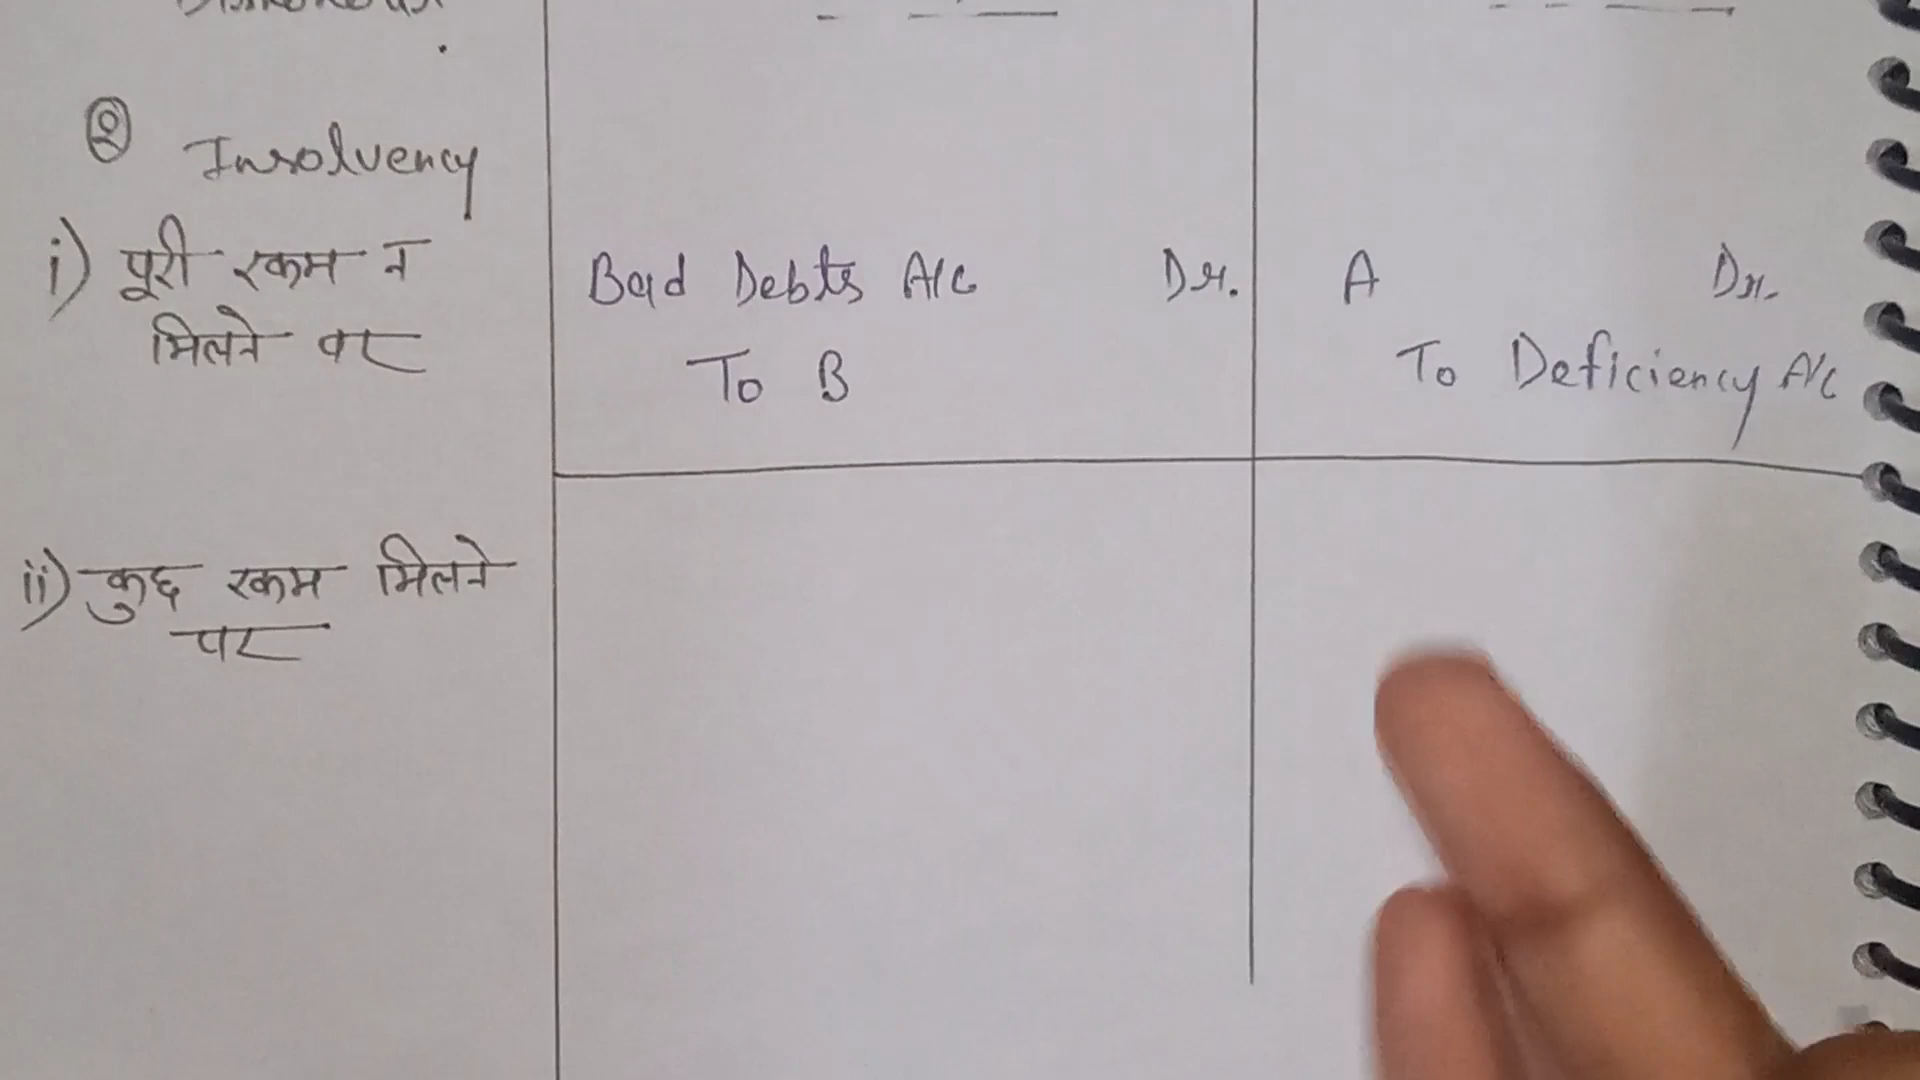 ② Insolvency
i) पूरी रकम न
मिलने पर
Bad Debts A/c Dr.
To B
A Dr.
To Deficiency A/c
ii) कुछ रकम मिलने
पर